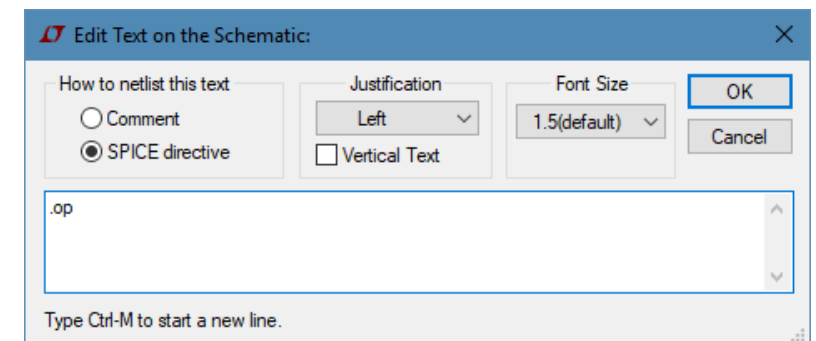 Edit Text on the Schematic:
How to netlist this text
Comment
SPICE directive
Justification
Left
Vertical Text
Font Size
1.5(default)
OK
Cancel
.op
Type Ctrl-M to start a new line.